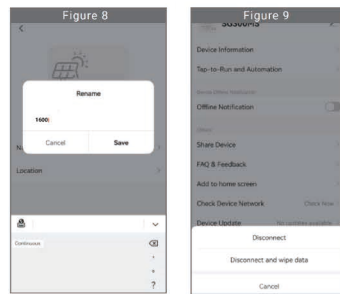 Figure 8
Rename
1600
Cancel
Save
Location
Continuous
,
?
Figure 9
SG300MS
Device Information
Tap-to-Run and Automation
Offline Notification
Share Device
FAQ & Feedback
Add to home screen
Check Device Network
Check Now
Device Update
No updates available
Disconnect
Disconnect and wipe data
Cancel